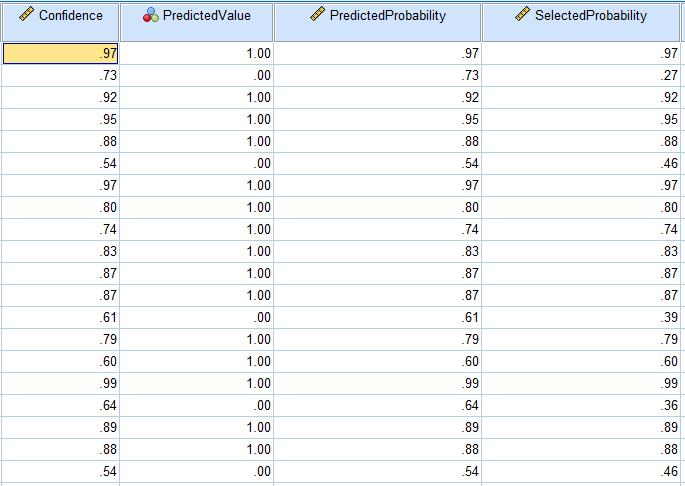 Confidence PredictedValue PredictedProbability SelectedProbability
.97 1.00 .97 .97
.73 .00 .73 .27
.92 1.00 .92 .92
.95 1.00 .95 .95
.88 1.00 .88 .88
.54 .00 .54 .46
.97 1.00 .97 .97
.80 1.00 .80 .80
.74 1.00 .74 .74
.83 1.00 .83 .83
.87 1.00 .87 .87
.87 1.00 .87 .87
.61 .00 .61 .39
.79 1.00 .79 .79
.60 1.00 .60 .60
.99 1.00 .99 .99
.64 .00 .64 .36
.89 1.00 .89 .89
.88 1.00 .88 .88
.54 .00 .54 .46